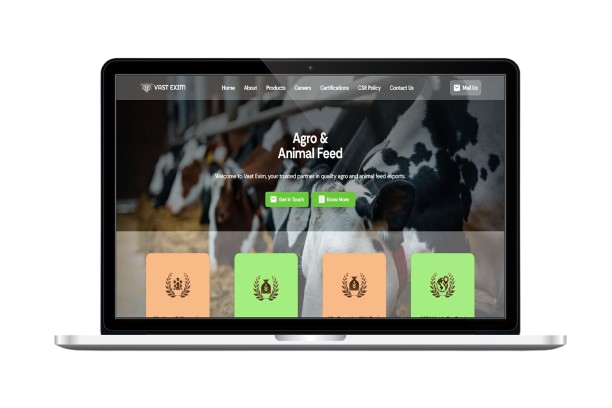 VAST EXIM
Home About Products Careers Certifications CSR Policy Contact Us
Mail Us
Agro &
Animal Feed
Welcome to Vast Exim, your trusted partner in quality agro and animal feed exports.
Get In Touch
Know More